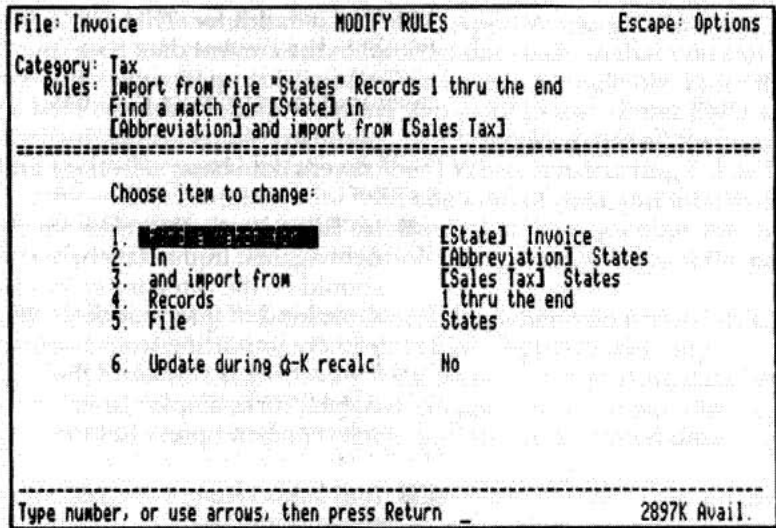 File: Invoice MODIFY RULES Escape: Options
Category: Tax
Rules: Import from file "States" Records 1 thru the end
Find a match for [State] in
[Abbreviation] and import from [Sales Tax]
Choose item to change:
1. [State] Invoice
2. In [Abbreviation] States
3. and import from [Sales Tax] States
4. Records 1 thru the end
5. File States
6. Update during -K recalc No
Type number, or use arrows, then press Return _ 2897K Avail.